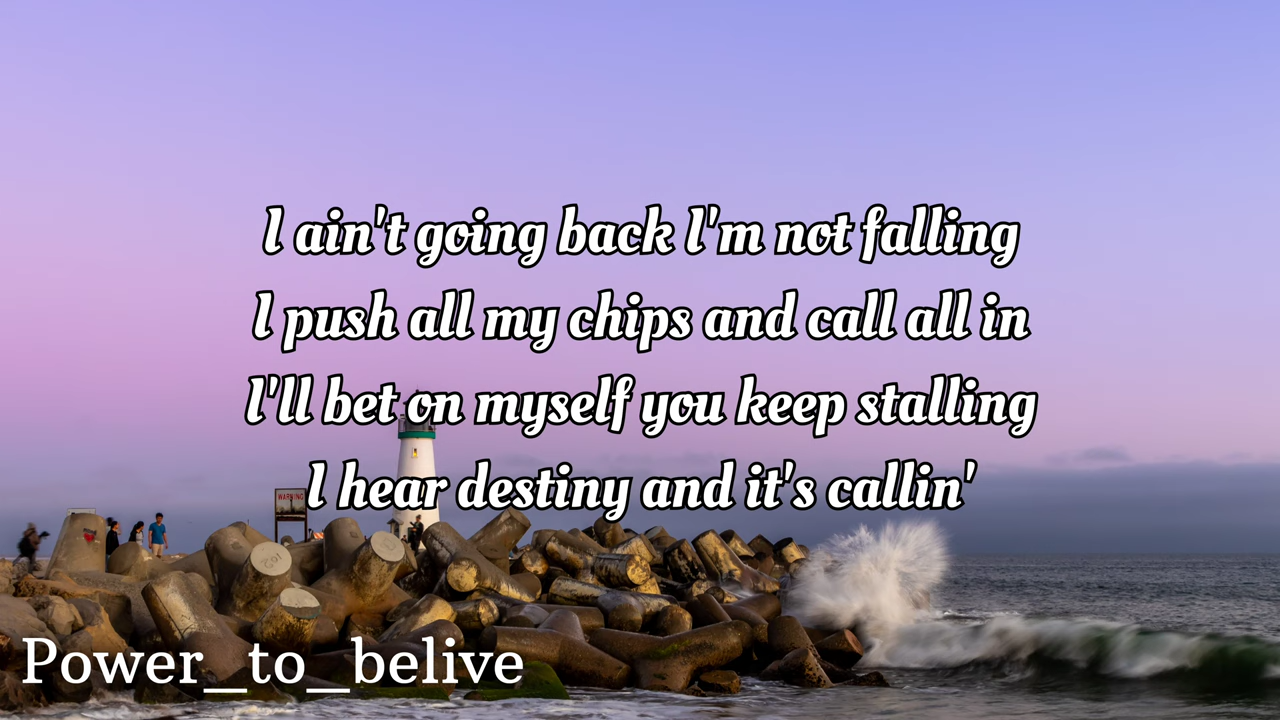 I ain't going back I'm not falling
I push all my chips and call all in
I'll bet on myself you keep stalling
I hear destiny and it's callin'
WARNING
Power_to_belive